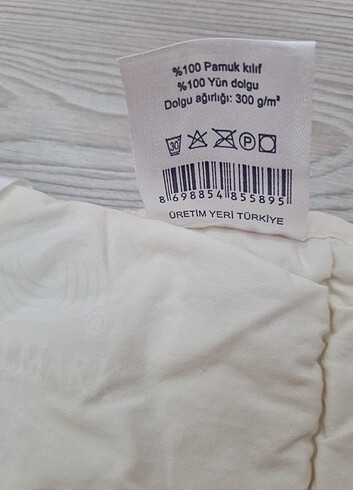 %100 Pamuk kılıf
%100 Yün dolgu
Dolgu ağırlığı: 300 g/m²
30 P
8 698854 855895
ÜRETİM YERİ TÜRKİYE
®